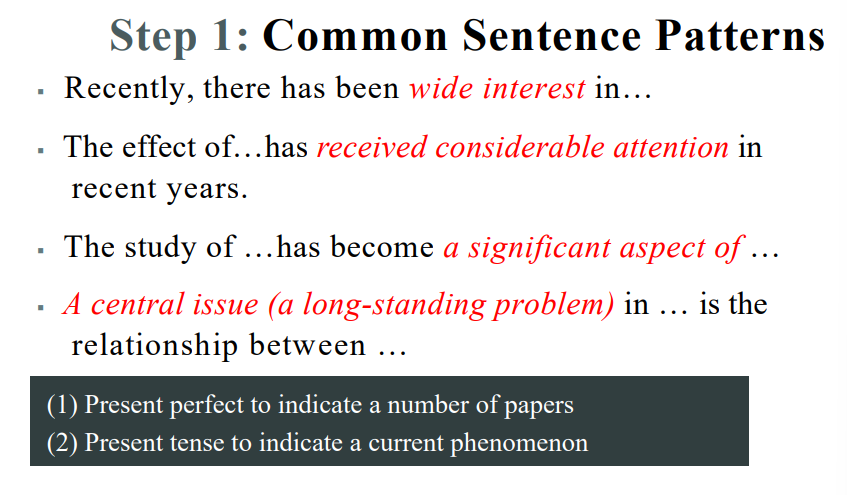 Step 1: Common Sentence Patterns
▪ Recently, there has been wide interest in…
▪ The effect of…has received considerable attention in
recent years.
▪ The study of …has become a significant aspect of …
▪ A central issue (a long-standing problem) in … is the
relationship between …
(1) Present perfect to indicate a number of papers
(2) Present tense to indicate a current phenomenon